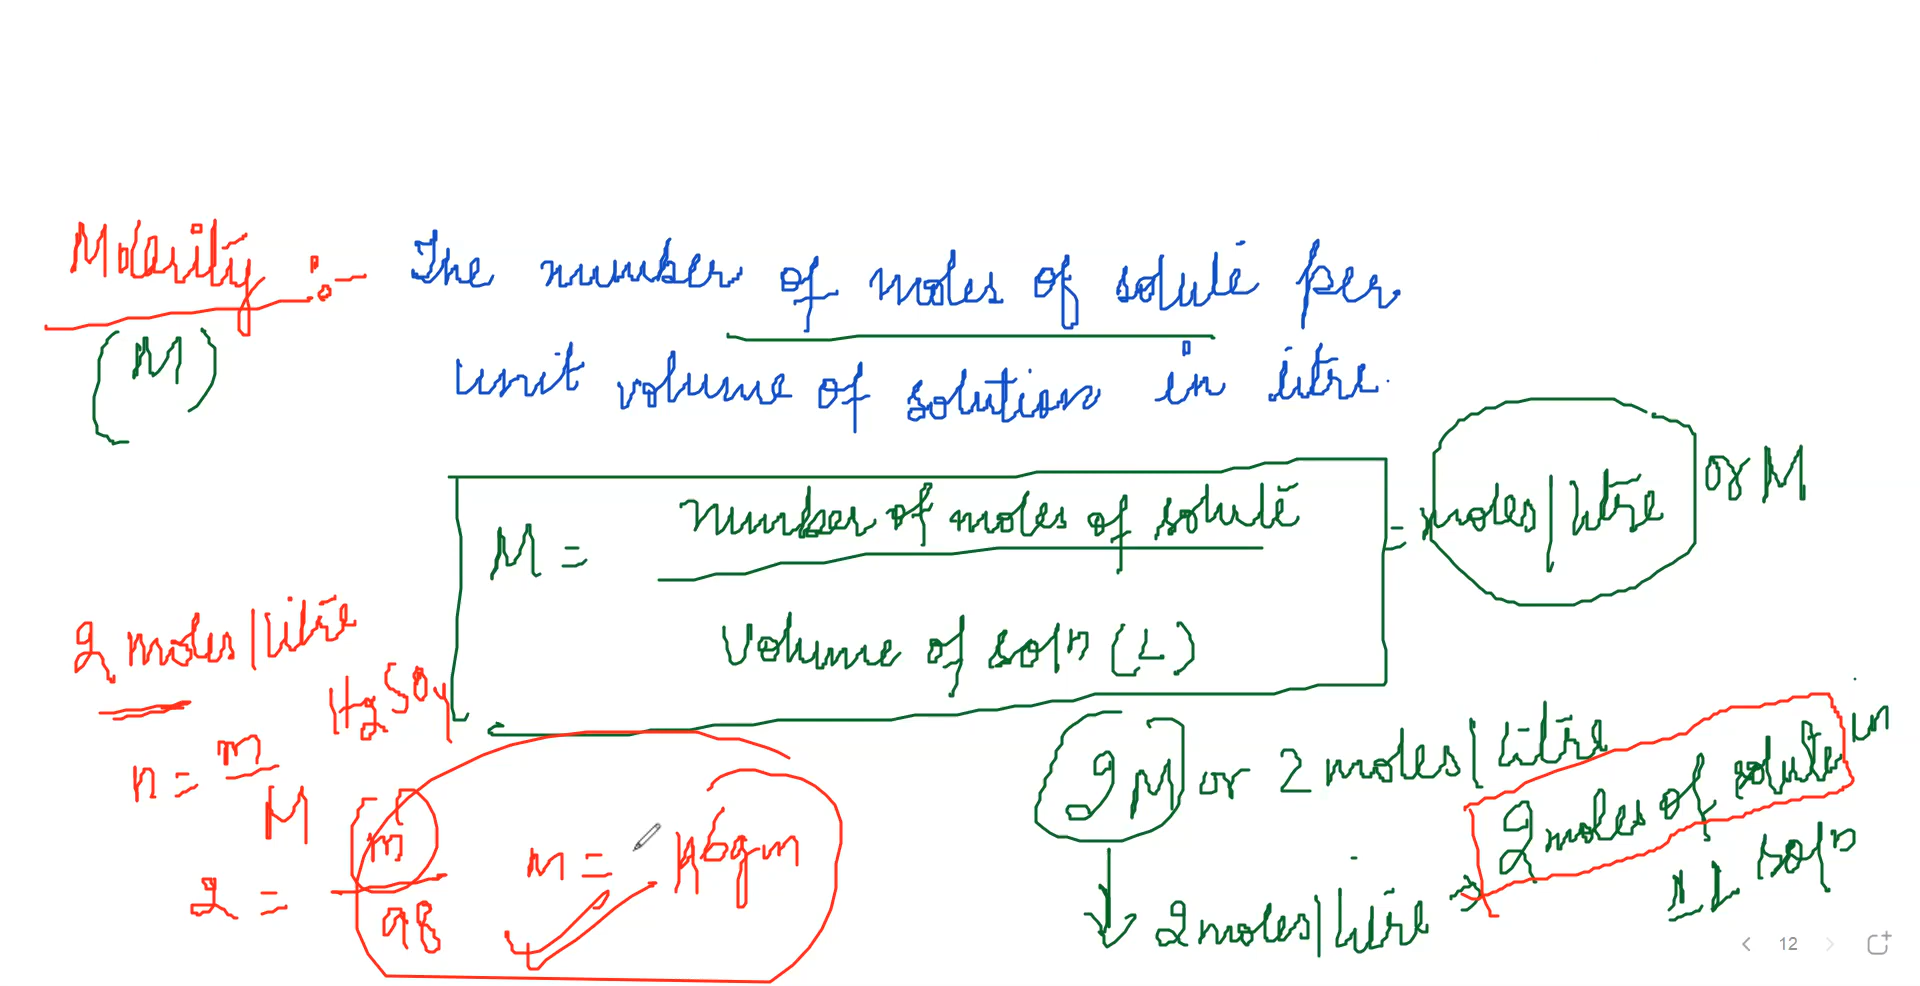 Molarity :- The number of moles of solute per
(M)
unit volume of solution in litre.
M = number of moles of solute / Volume of solⁿ (L) = moles/litre or M
2 moles/litre
H₂SO₄
n = m / M
2 = m / 98
m = 196gm
2M or 2 moles/litre
2 moles/litre → 2 moles of solute in
1L solⁿ
12